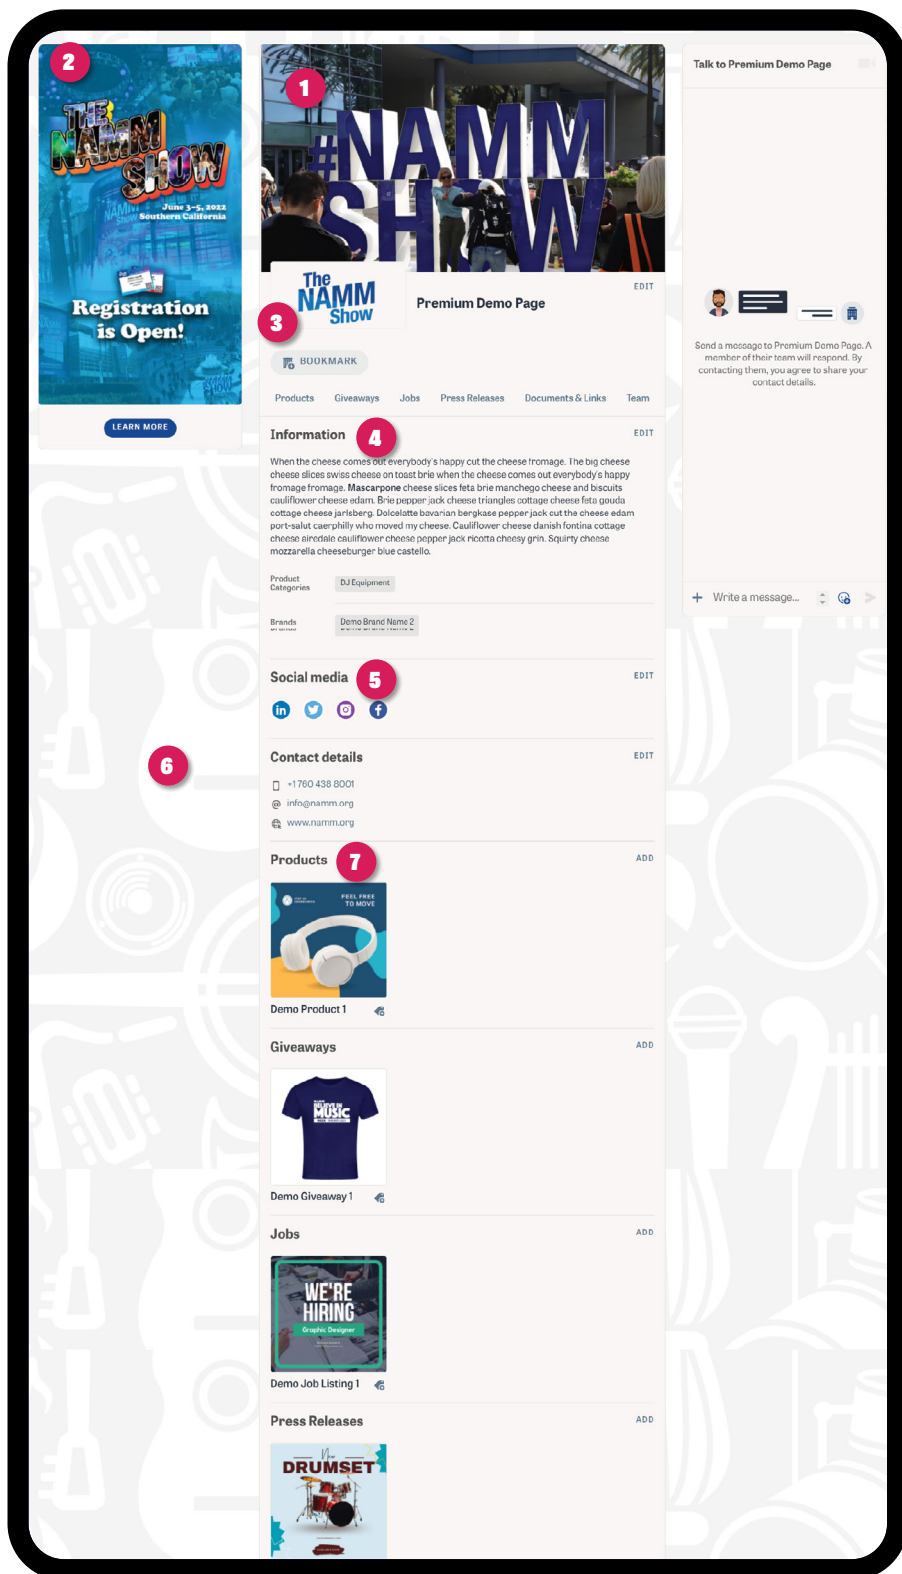 2
THE
NAMM
SHOW
June 3–5, 2022
Southern California
Registration
is Open!
LEARN MORE
1
#NAMM
SHOW
The
NAMM
Show
Premium Demo Page
EDIT
3
BOOKMARK
Products Giveaways Jobs Press Releases Documents & Links Team
Information
4
EDIT
When the cheese comes out everybody's happy cut the cheese fromage. The big cheese
cheese slices swiss cheese on toast brie when the cheese comes out everybody's happy
fromage fromage. Mascarpone cheese slices feta brie manchego cheese and biscuits
cauliflower cheese edam. Brie pepper jack cheese triangles cottage cheese feta gouda
cottage cheese jarlsberg. Dolcelatte bavarian bergkase pepper jack cut the cheese edam
port-salut caerphilly who moved my cheese. Cauliflower cheese danish fontina cottage
cheese airedale cauliflower cheese pepper jack ricotta cheesy grin. Squirty cheese
mozzarella cheeseburger blue castello.
Product
Categories
DJ Equipment
Brands
Demo Brand Name 2
Social media
5
EDIT
in
f
6
Contact details
EDIT
+1 760 438 8001
@ info@namm.org
www.namm.org
Products
7
ADD
FEEL FREE
TO MOVE
Demo Product 1
Giveaways
ADD
BELIEVE IN
MUSIC
Demo Giveaway 1
Jobs
ADD
WE'RE
HIRING
Graphic Designer
Demo Job Listing 1
Press Releases
ADD
New
DRUMSET
Talk to Premium Demo Page
Send a message to Premium Demo Page. A
member of their team will respond. By
contacting them, you agree to share your
contact details.
+ Write a message...